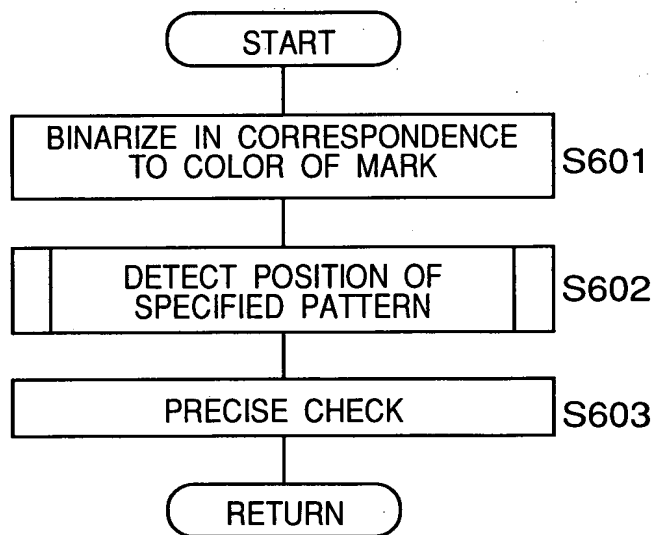 START
BINARIZE IN CORRESPONDENCE
TO COLOR OF MARK
S601
DETECT POSITION OF
SPECIFIED PATTERN
S602
PRECISE CHECK
S603
RETURN